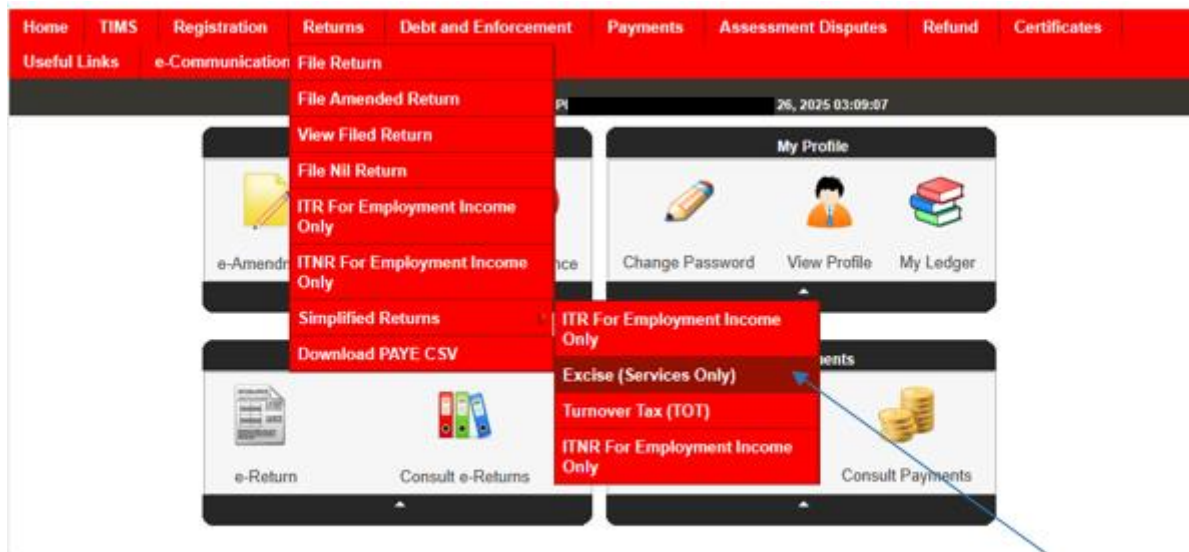 Home TIMS Registration Returns Debt and Enforcement Payments Assessment Disputes Refund Certificates
Useful Links e-Communication
File Return
File Amended Return
View Filed Return
File Nil Return
ITR For Employment Income
Only
ITNR For Employment Income
Only
Simplified Returns
Download PAYE CSV
ITR For Employment Income
Only
Excise (Services Only)
Turnover Tax (TOT)
ITNR For Employment Income
Only
26, 2025 03:09:07
My Profile
e-Amendm
nce
Change Password View Profile My Ledger
ents
e-Return Consult e-Returns Consult Payments